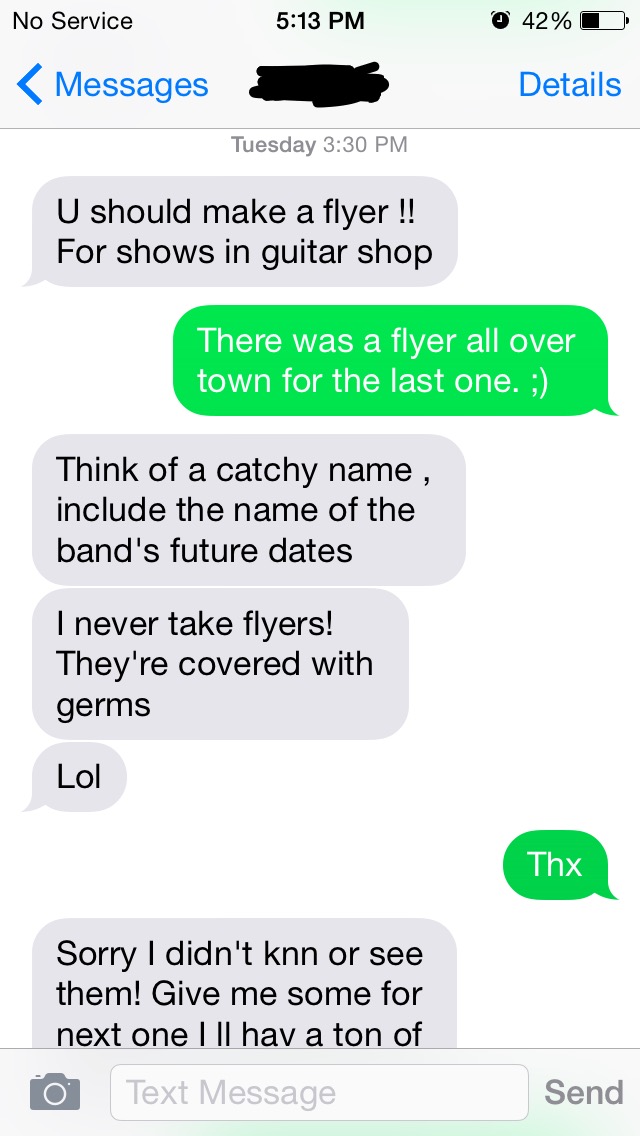 No Service 5:13 PM 42%
Messages Details
Tuesday 3:30 PM
U should make a flyer !!
For shows in guitar shop
There was a flyer all over
town for the last one. ;)
Think of a catchy name ,
include the name of the
band's future dates
I never take flyers!
They're covered with
germs
Lol
Thx
Sorry I didn't knn or see
them! Give me some for
next one I ll hav a ton of
Text Message Send